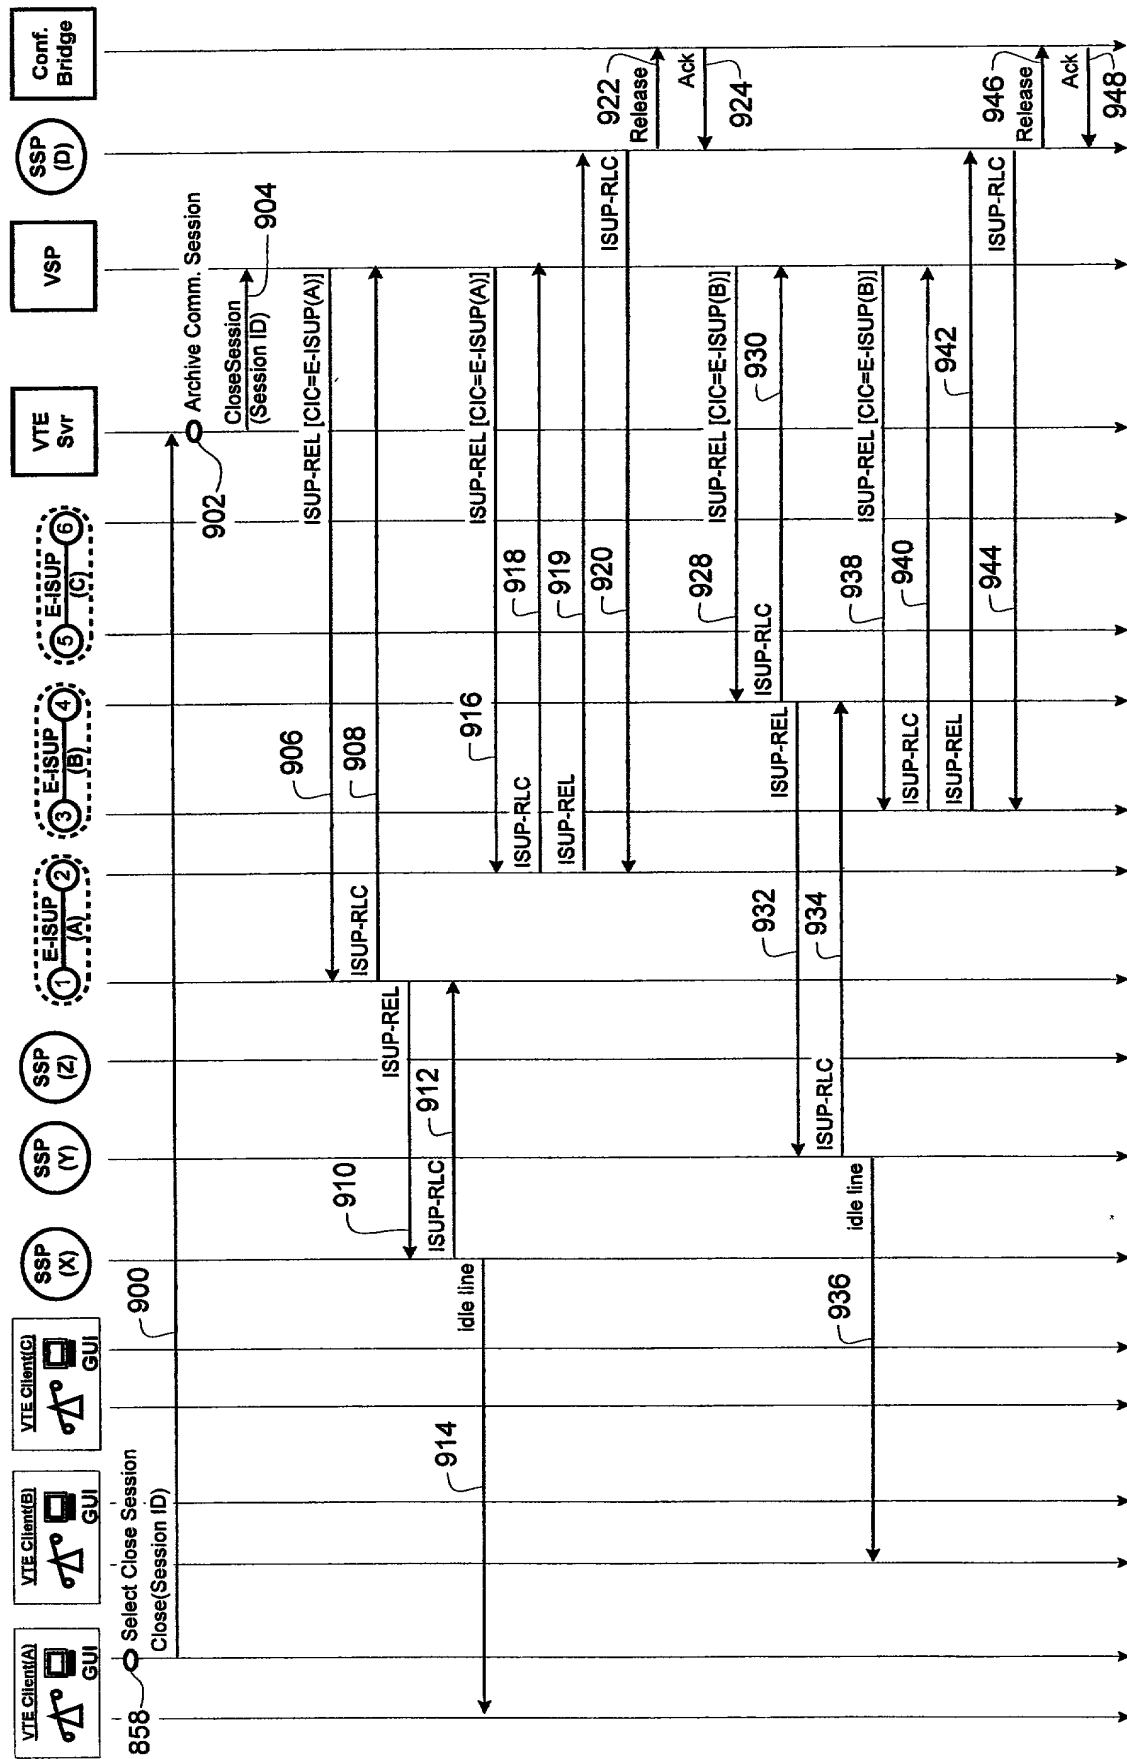 VTE Client(A)
GUI
VTE Client(B)
GUI
VTE Client(C)
GUI
SSP
(X)
SSP
(Y)
SSP
(Z)
1
E-ISUP
(A)
2
3
E-ISUP
(B)
4
5
E-ISUP
(C)
6
VTE
Svr
VSP
SSP
(D)
Conf.
Bridge
858
Select Close Session
Close(Session ID)
900
902
Archive Comm. Session
CloseSession
(Session ID)
904
906
ISUP-REL [CIC=E-ISUP(A)]
ISUP-RLC
908
910
ISUP-REL
ISUP-RLC
912
914
idle line
916
ISUP-REL [CIC=E-ISUP(A)]
ISUP-RLC
918
ISUP-REL
919
920
ISUP-RLC
922
Release
Ack
924
928
ISUP-REL [CIC=E-ISUP(B)]
ISUP-RLC
930
932
ISUP-REL
ISUP-RLC
934
936
idle line
938
ISUP-REL [CIC=E-ISUP(B)]
ISUP-RLC
940
ISUP-REL
942
944
ISUP-RLC
946
Release
Ack
948